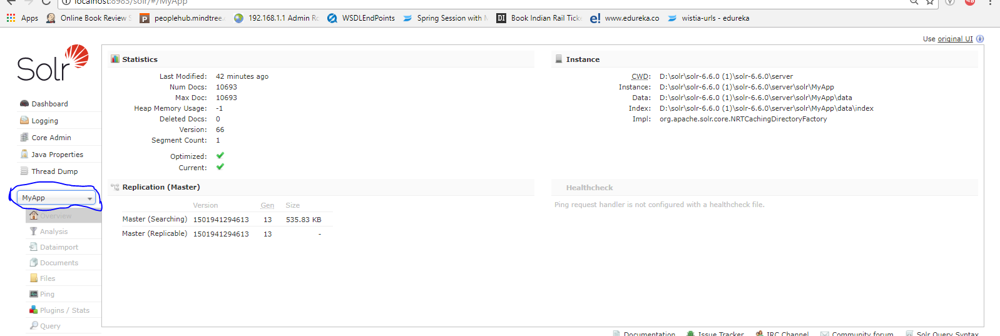 localhost:8983/solr/#/MyApp
Apps Online Book Review S peoplehub.mindtree.c 192.168.1.1 Admin Ro WSDLEndPoints Spring Session with M DI Book Indian Rail Ticke e! www.edureka.co wistia-urls - edureka
Use original UI
Solr
Dashboard
Logging
Core Admin
Java Properties
Thread Dump
MyApp
Overview
Analysis
Dataimport
Documents
Files
Ping
Plugins / Stats
Query
Statistics
Last Modified: 42 minutes ago
Num Docs: 10693
Max Doc: 10693
Heap Memory Usage: -1
Deleted Docs: 0
Version: 66
Segment Count: 1
Optimized:
Current:
Instance
CWD: D:\solr\solr-6.6.0 (1)\solr-6.6.0\server
Instance: D:\solr\solr-6.6.0 (1)\solr-6.6.0\server\solr\MyApp
Data: D:\solr\solr-6.6.0 (1)\solr-6.6.0\server\solr\MyApp\data
Index: D:\solr\solr-6.6.0 (1)\solr-6.6.0\server\solr\MyApp\data\index
Impl: org.apache.solr.core.NRTCachingDirectoryFactory
Replication (Master)
Version Gen Size
Master (Searching) 1501941294613 13 535.83 KB
Master (Replicable) 1501941294613 13 -
Healthcheck
Ping request handler is not configured with a healthcheck file.
Documentation Issue Tracker IRC Channel Community forum Solr Query Syntax